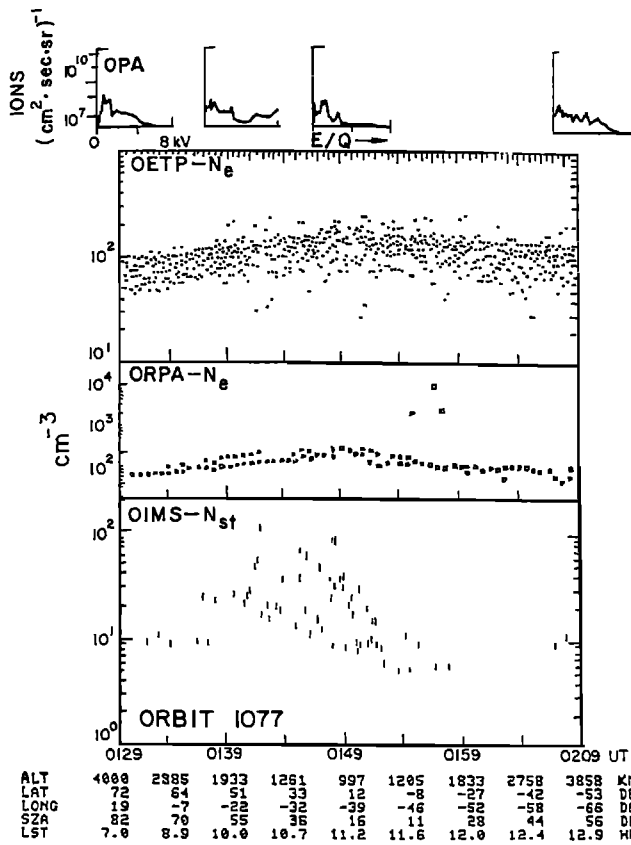 IONS
(cm²· sec·sr)⁻¹
10¹⁰
10⁷
OPA
0 8 kV
E/Q →
OETP–Nₑ
10²
10¹
ORPA–Nₑ
10⁴
10³
10²
cm⁻³
OIMS–Nₛₜ
10²
10¹
10⁰
ORBIT 1077
0129 0139 0149 0159 0209 UT
ALT 4000 2885 1933 1261 997 1205 1833 2758 3858
LAT 72 64 51 33 12 -8 -27 -42 -53
LONG 19 -7 -22 -32 -39 -46 -52 -58 -66
SZA 82 70 55 36 16 11 28 44 56
LST 7.0 8.9 10.0 10.7 11.2 11.6 12.0 12.4 12.9